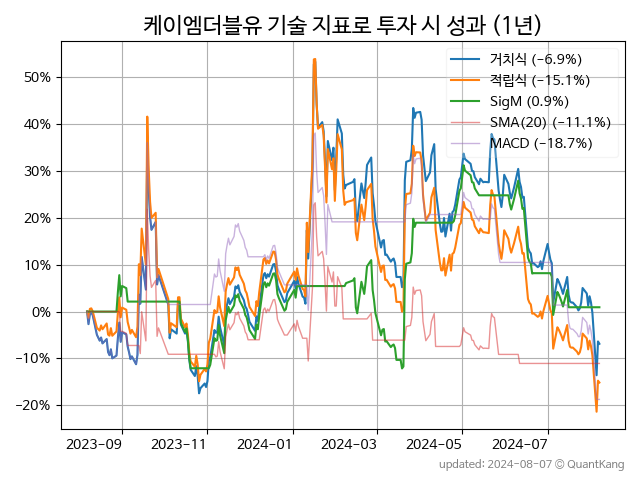 케이엠더블유 기술 지표로 투자 시 성과 (1년)
거치식 (−6.9%)
적립식 (−15.1%)
SigM (0.9%)
SMA(20) (−11.1%)
MACD (−18.7%)
50%
40%
30%
20%
10%
0%
−10%
−20%
2023-09 2023-11 2024-01 2024-03 2024-05 2024-07
updated: 2024-08-07 © QuantKang